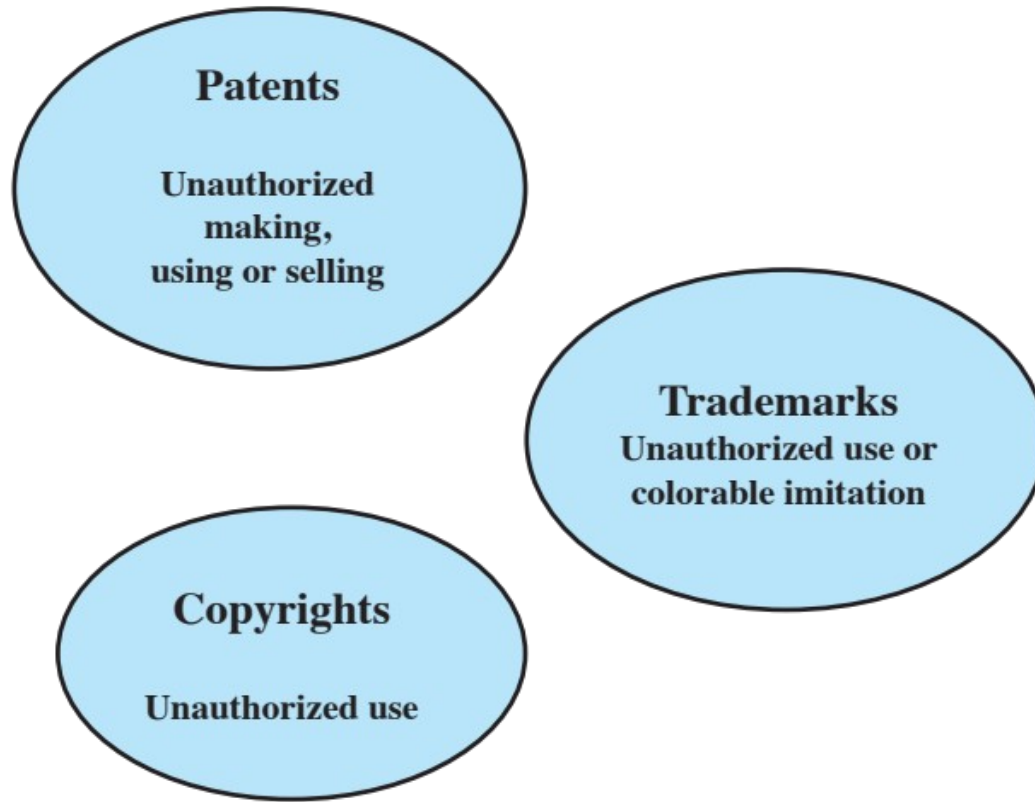 Patents
Unauthorized
making,
using or selling
Trademarks
Unauthorized use or
colorable imitation
Copyrights
Unauthorized use